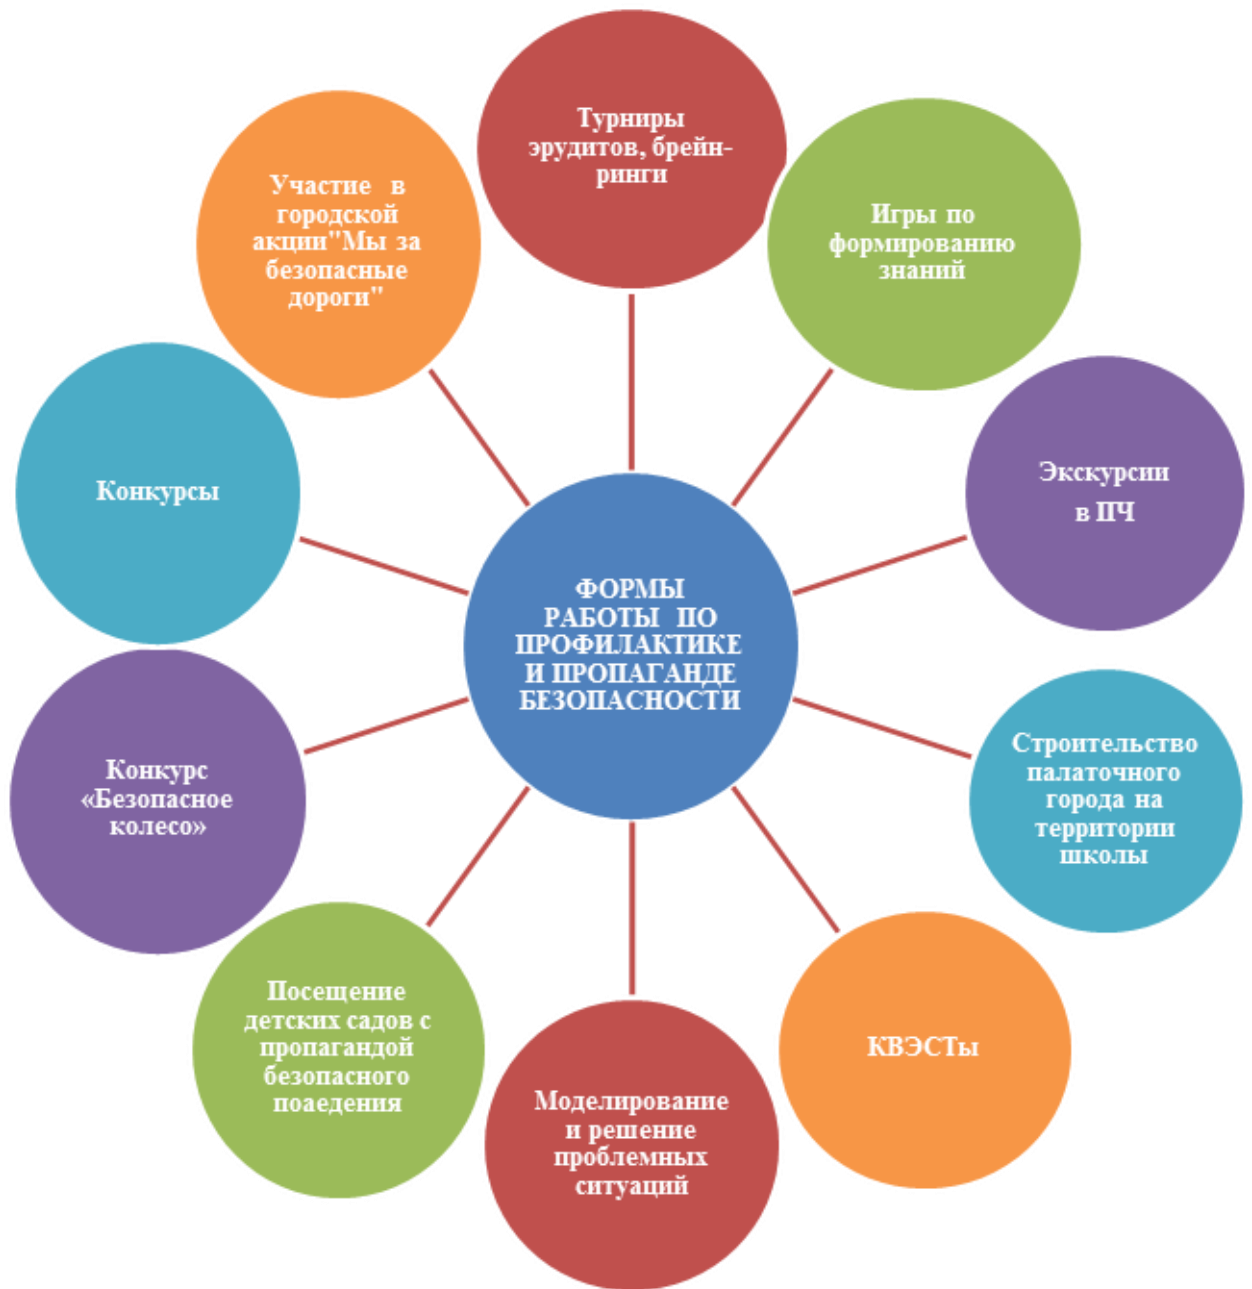 Турниры
эрудитов, брейн-
ринги
Игры по
формированию
знаний
Экскурсии
в ПЧ
Строительство
палаточного
города на
территории
школы
КВЭСТы
Моделирование
и решение
проблемных
ситуаций
Посещение
детских садов с
пропагандой
безопасного
поаедения
Конкурс
«Безопасное
колесо»
Конкурсы
Участие в
городской
акции"Мы за
безопасные
дороги"
ФОРМЫ
РАБОТЫ ПО
ПРОФИЛАКТИКЕ
И ПРОПАГАНДЕ
БЕЗОПАСНОСТИ